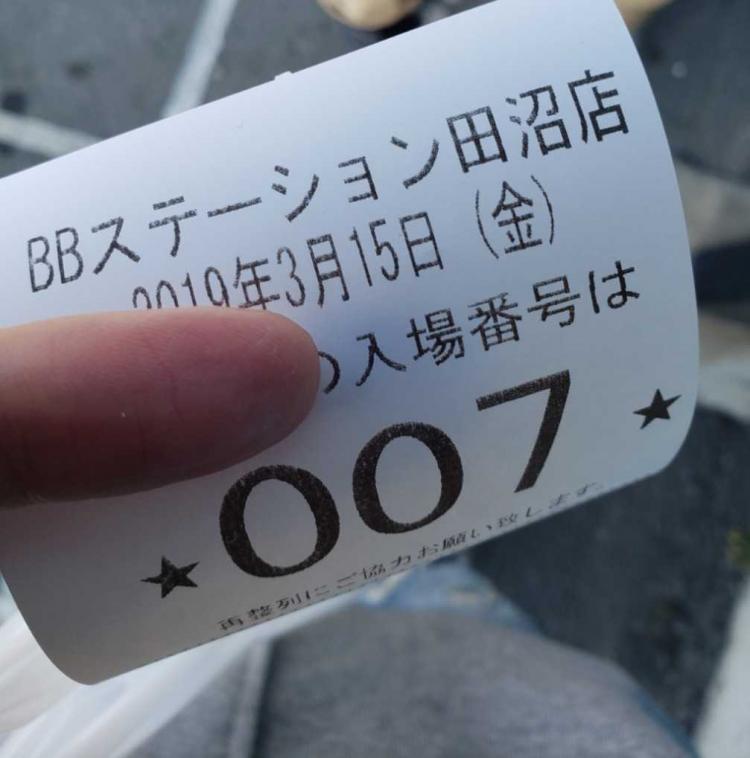 BBステーション田沼店
2019年3月15日（金）
の入場番号は
007
★ ★
再整列にご協力お願い致します。